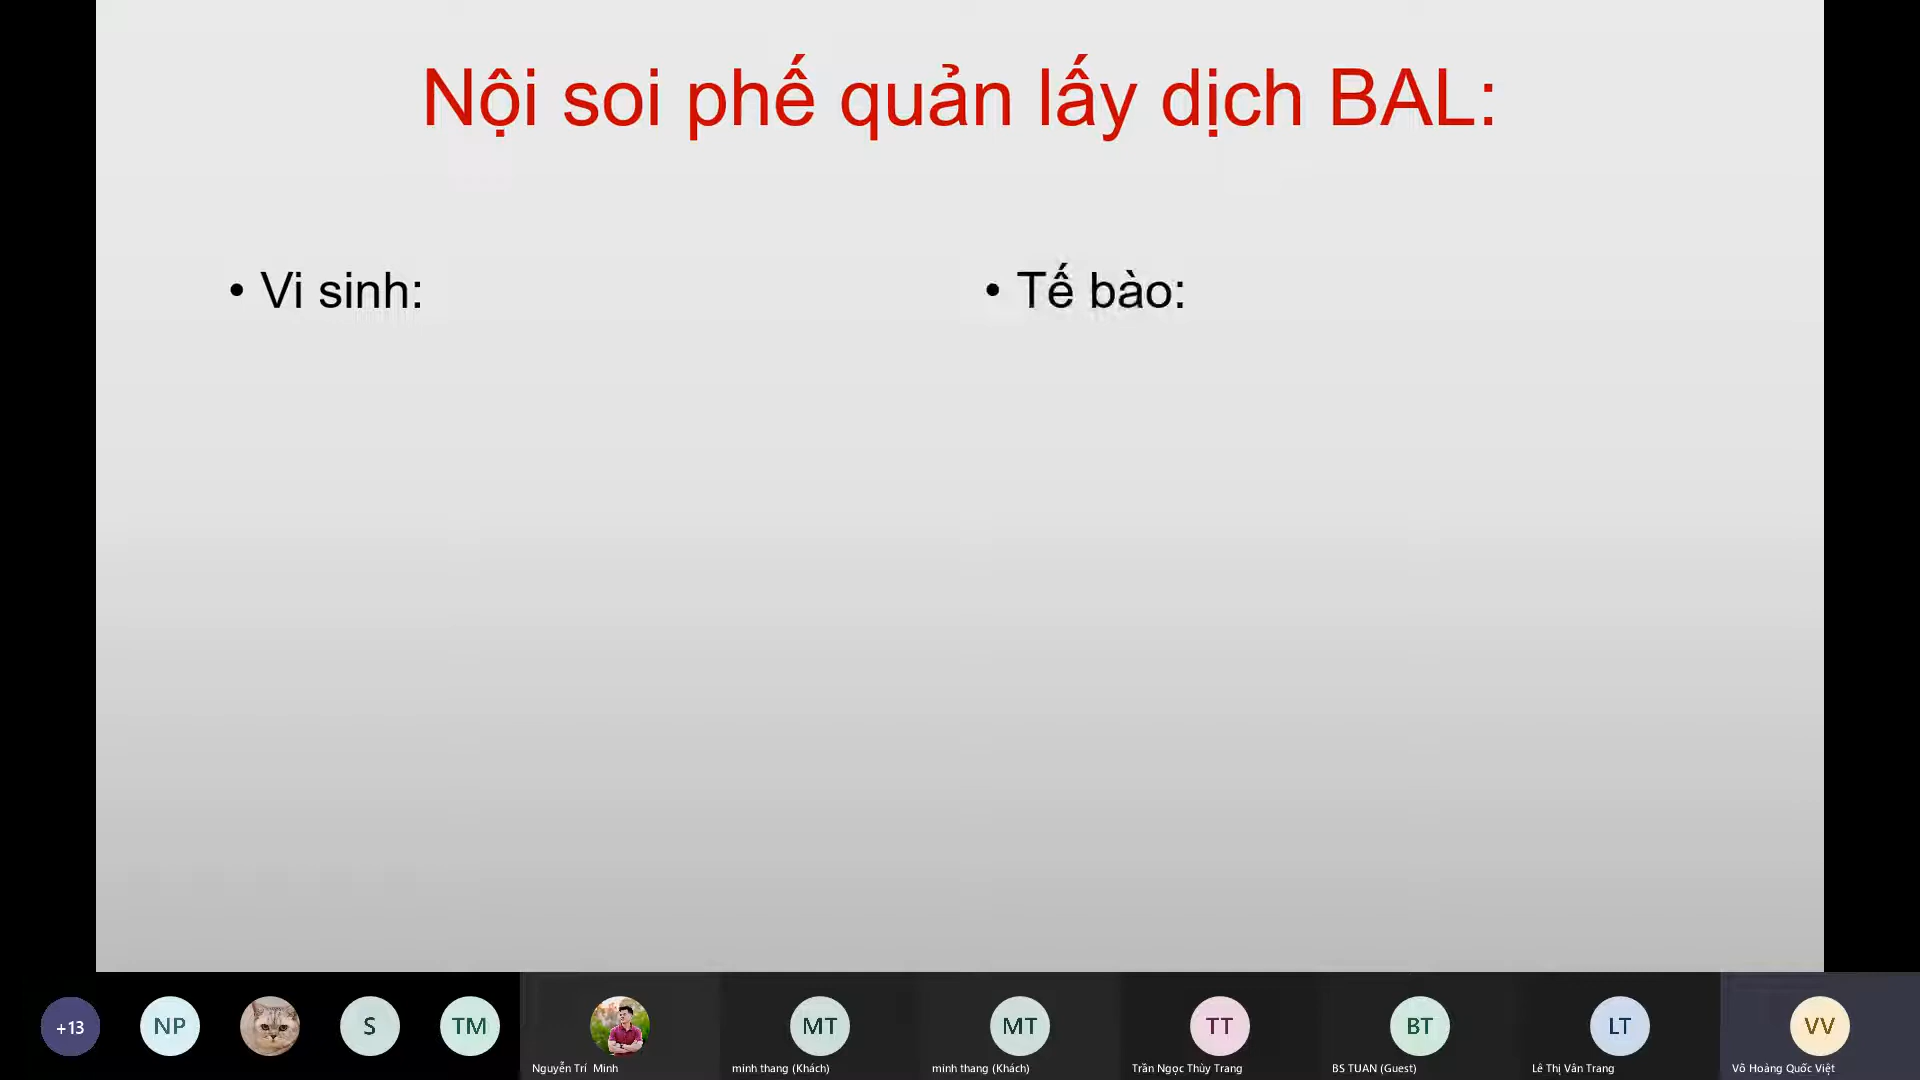 Nội soi phế quản lấy dịch BAL:
• Vi sinh:
• Tế bào:
+13
NP
S
TM
MT
MT
TT
BT
LT
VV
Nguyễn Trí Minh
minh thang (Khách)
minh thang (Khách)
Trần Ngọc Thùy Trang
BS TUAN (Guest)
Lê Thị Vân Trang
Võ Hoàng Quốc Việt